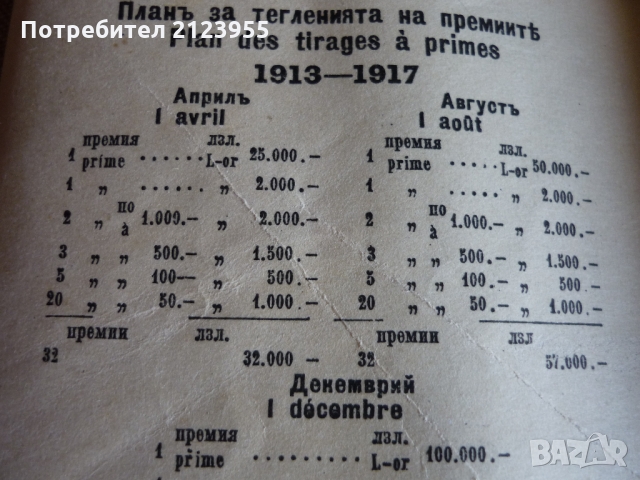 Потребител 2123955
Планъ за тегленията на премиитѣ
Plan des tirages à primes
1913—1917
Априлъ
1 avril
премия лзл.
1 prime ...... L-or 25.000.—
1 „ ...... „ 2.000.—
2 „ по à 1.000.— „ 2.000.—
3 „ „ 500.— „ 1.500.—
5 „ „ 100.— „ 500.—
20 „ „ 50.— „ 1.000.—
премии лзл.
32 32.000 —
Августъ
1 août
премия лзл.
1 prime ..... L-or 50.000.—
1 „ ..... „ 2.000.—
2 „ по à 1.000.— „ 2.000.—
3 „ „ 500.— „ 1.500.—
5 „ „ 100.— „ 500.—
20 „ „ 50.— „ 1.000.—
премии лзл
32 57.000.—
Декемврий
1 décembre
премия лзл.
1 prime ......... L-or 100.000.—
BAZAR